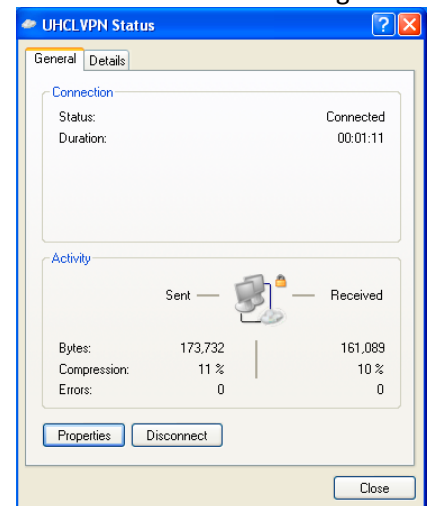 UHCLVPN Status
General Details
Connection
Status: Connected
Duration: 00:01:11
Activity
Sent Received
Bytes: 173,732 161,089
Compression: 11 % 10 %
Errors: 0 0
Properties Disconnect
Close